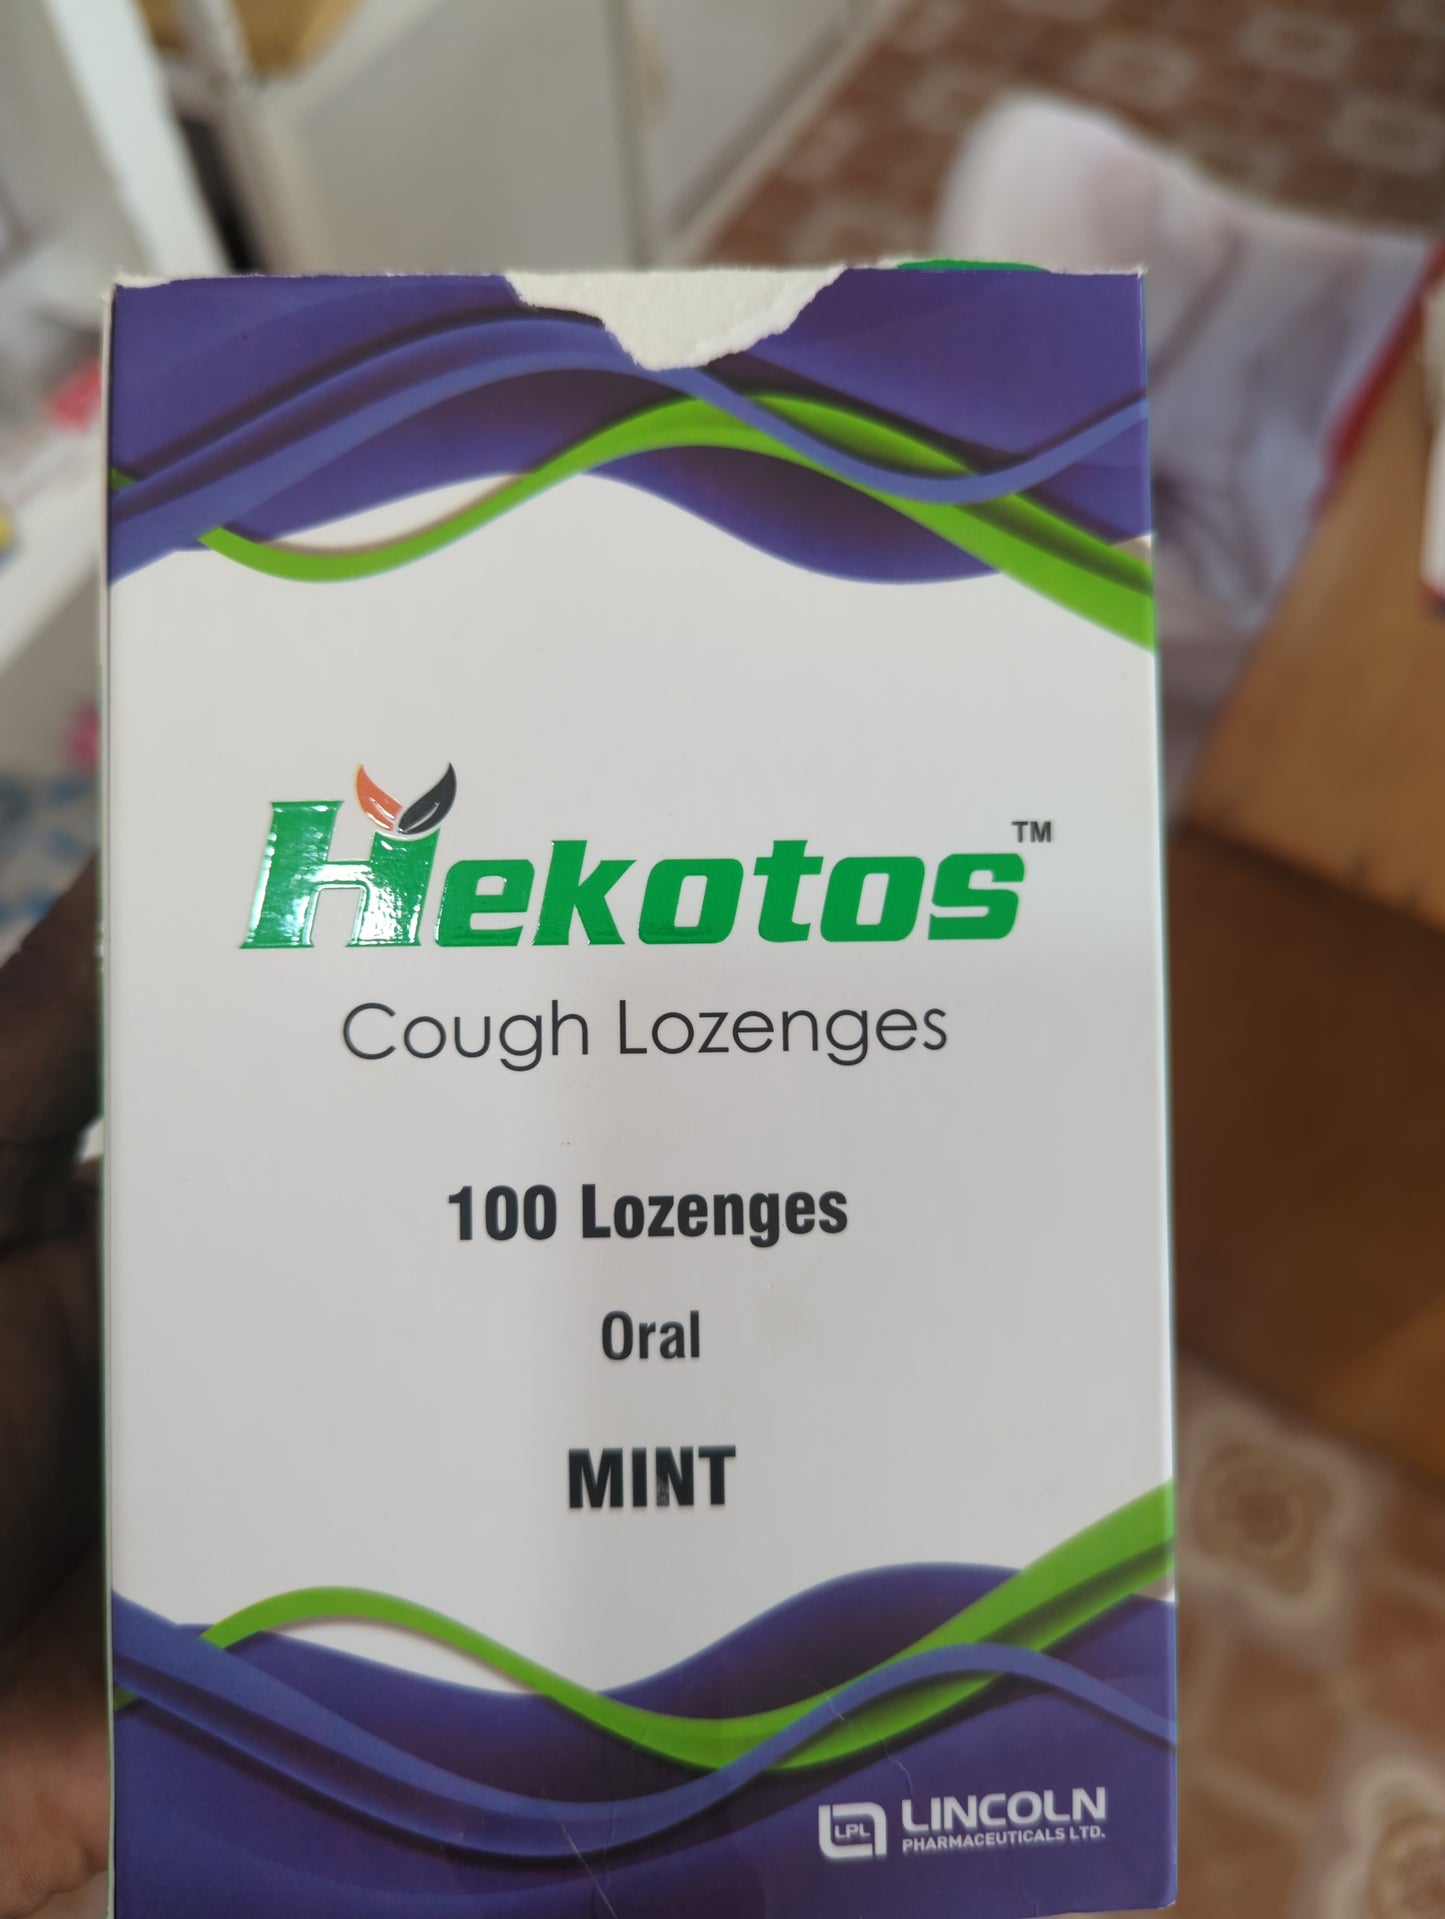 Hekotos™
Cough Lozenges
100 Lozenges
Oral
MINT
LPL LINCOLN
PHARMACEUTICALS LTD.